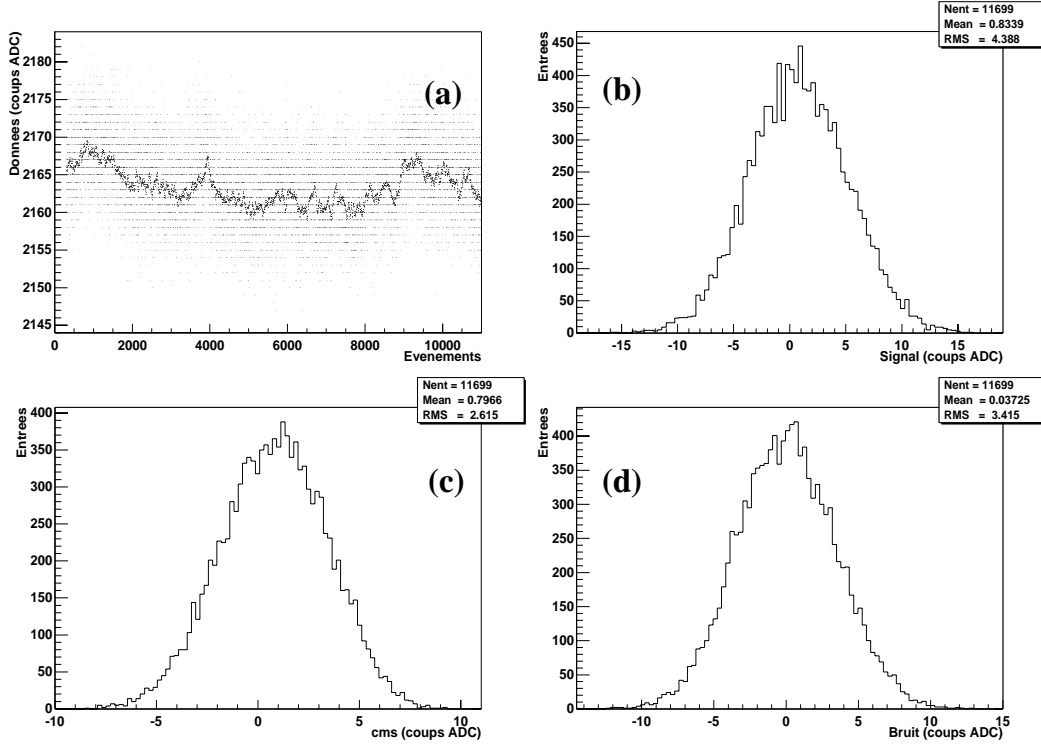 Donnees (coups ADC)
2180
2175
2170
2165
2160
2155
2150
2145
(a)
0
2000
4000
6000
8000
10000
Evenements
Nent = 11699
Mean = 0.8339
RMS = 4.388
Entrees
450
400
350
300
250
200
150
100
50
0
(b)
-15
-10
-5
0
5
10
15
Signal (coups ADC)
Nent = 11699
Mean = 0.7966
RMS = 2.615
Entrees
400
350
300
250
200
150
100
50
0
(c)
-10
-5
0
5
10
cms (coups ADC)
Nent = 11699
Mean = 0.03725
RMS = 3.415
Entrees
400
350
300
250
200
150
100
50
0
(d)
-10
-5
0
5
10
15
Bruit (coups ADC)